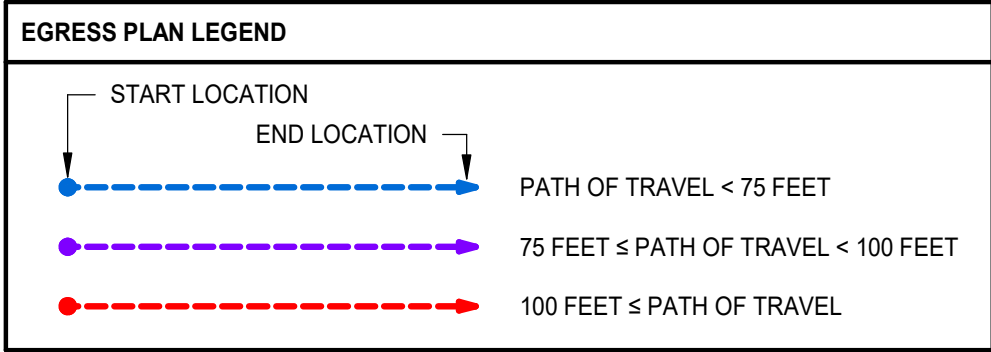 EGRESS PLAN LEGEND
START LOCATION
END LOCATION
PATH OF TRAVEL < 75 FEET
75 FEET ≤ PATH OF TRAVEL < 100 FEET
100 FEET ≤ PATH OF TRAVEL